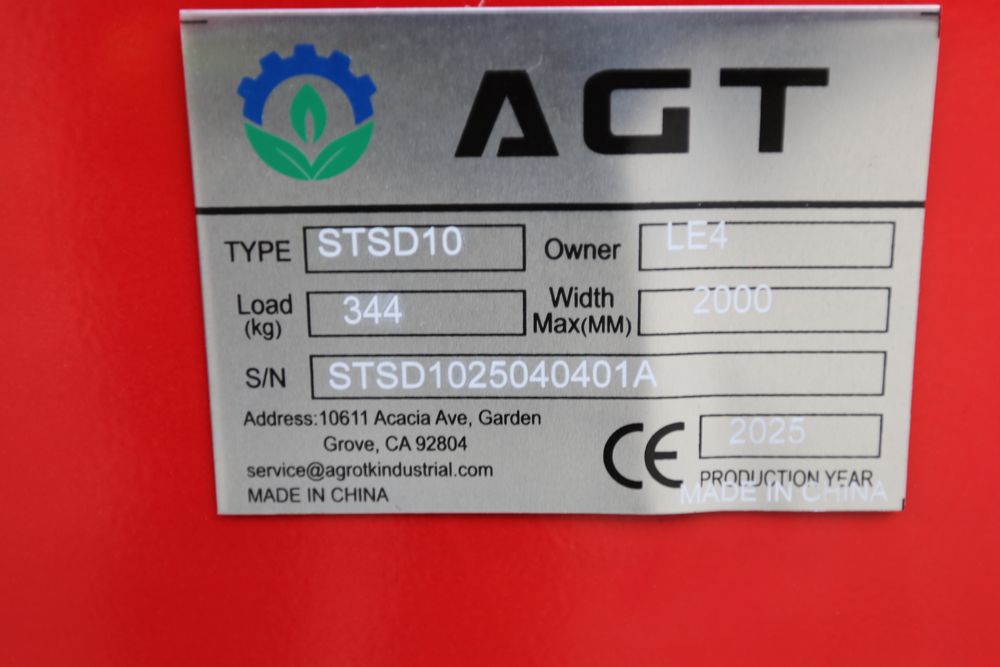 AGT
TYPE STSD10 Owner LE4
Load (kg) 344 Width Max(MM) 2000
S/N STSD1025040401A
Address:10611 Acacia Ave, Garden
Grove, CA 92804
service@agrotkindustrial.com
MADE IN CHINA
CE 2025
PRODUCTION YEAR
MADE IN CHINA